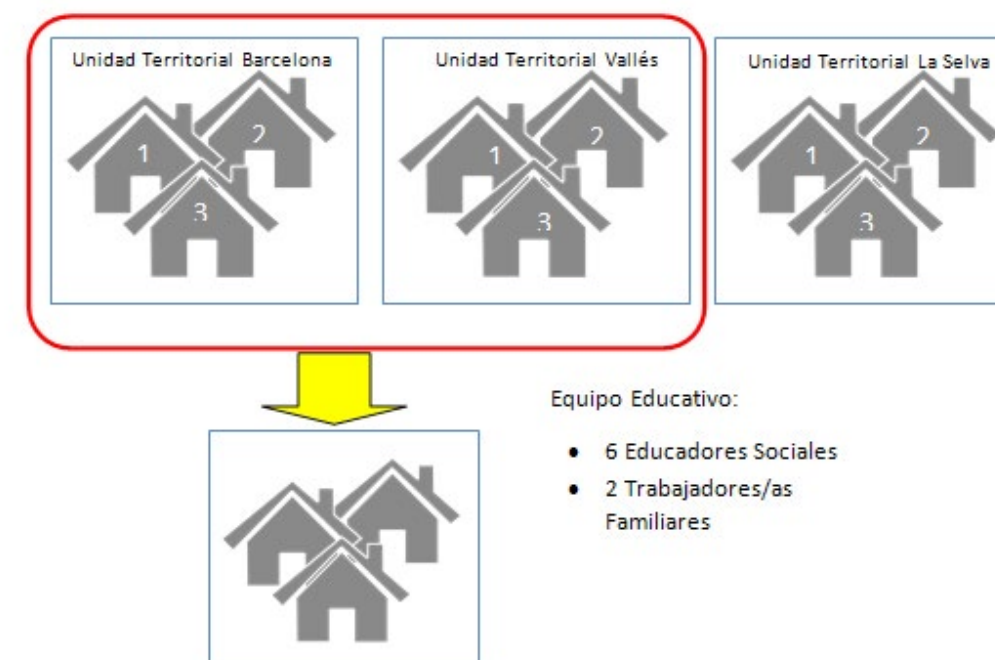 Unidad Territorial Barcelona
1
2
3
Unidad Territorial Vallés
1
2
3
Unidad Territorial La Selva
1
2
3
Equipo Educativo:
• 6 Educadores Sociales
• 2 Trabajadores/as
Familiares